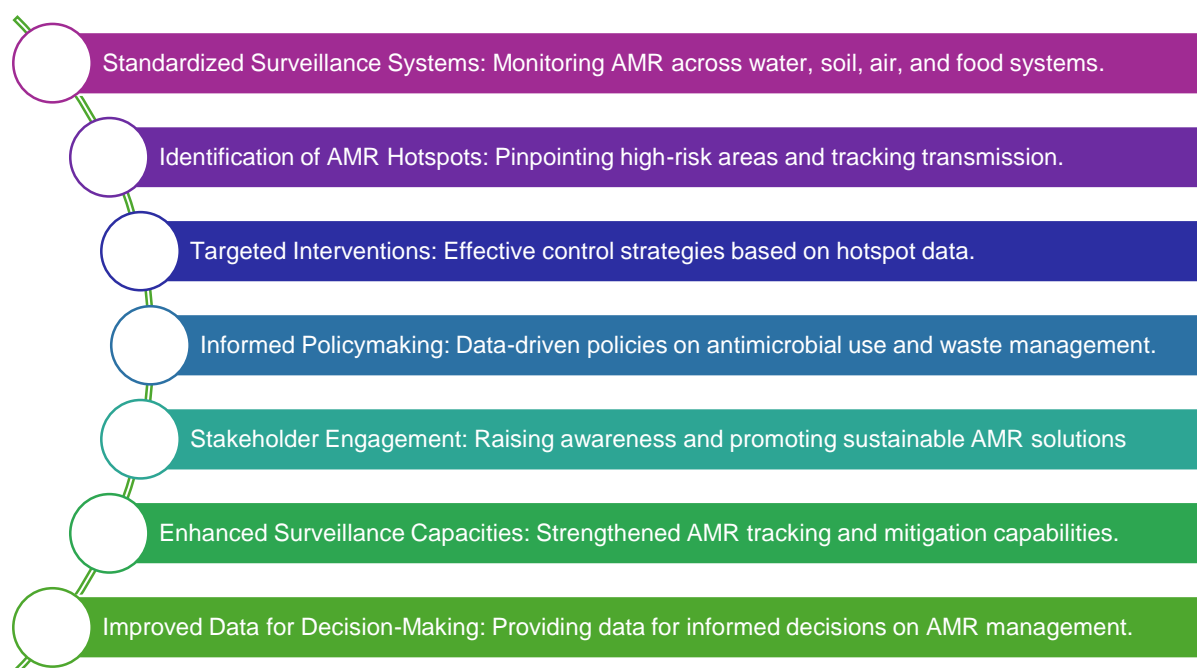 Standardized Surveillance Systems: Monitoring AMR across water, soil, air, and food systems.
Identification of AMR Hotspots: Pinpointing high-risk areas and tracking transmission.
Targeted Interventions: Effective control strategies based on hotspot data.
Informed Policymaking: Data-driven policies on antimicrobial use and waste management.
Stakeholder Engagement: Raising awareness and promoting sustainable AMR solutions
Enhanced Surveillance Capacities: Strengthened AMR tracking and mitigation capabilities.
Improved Data for Decision-Making: Providing data for informed decisions on AMR management.